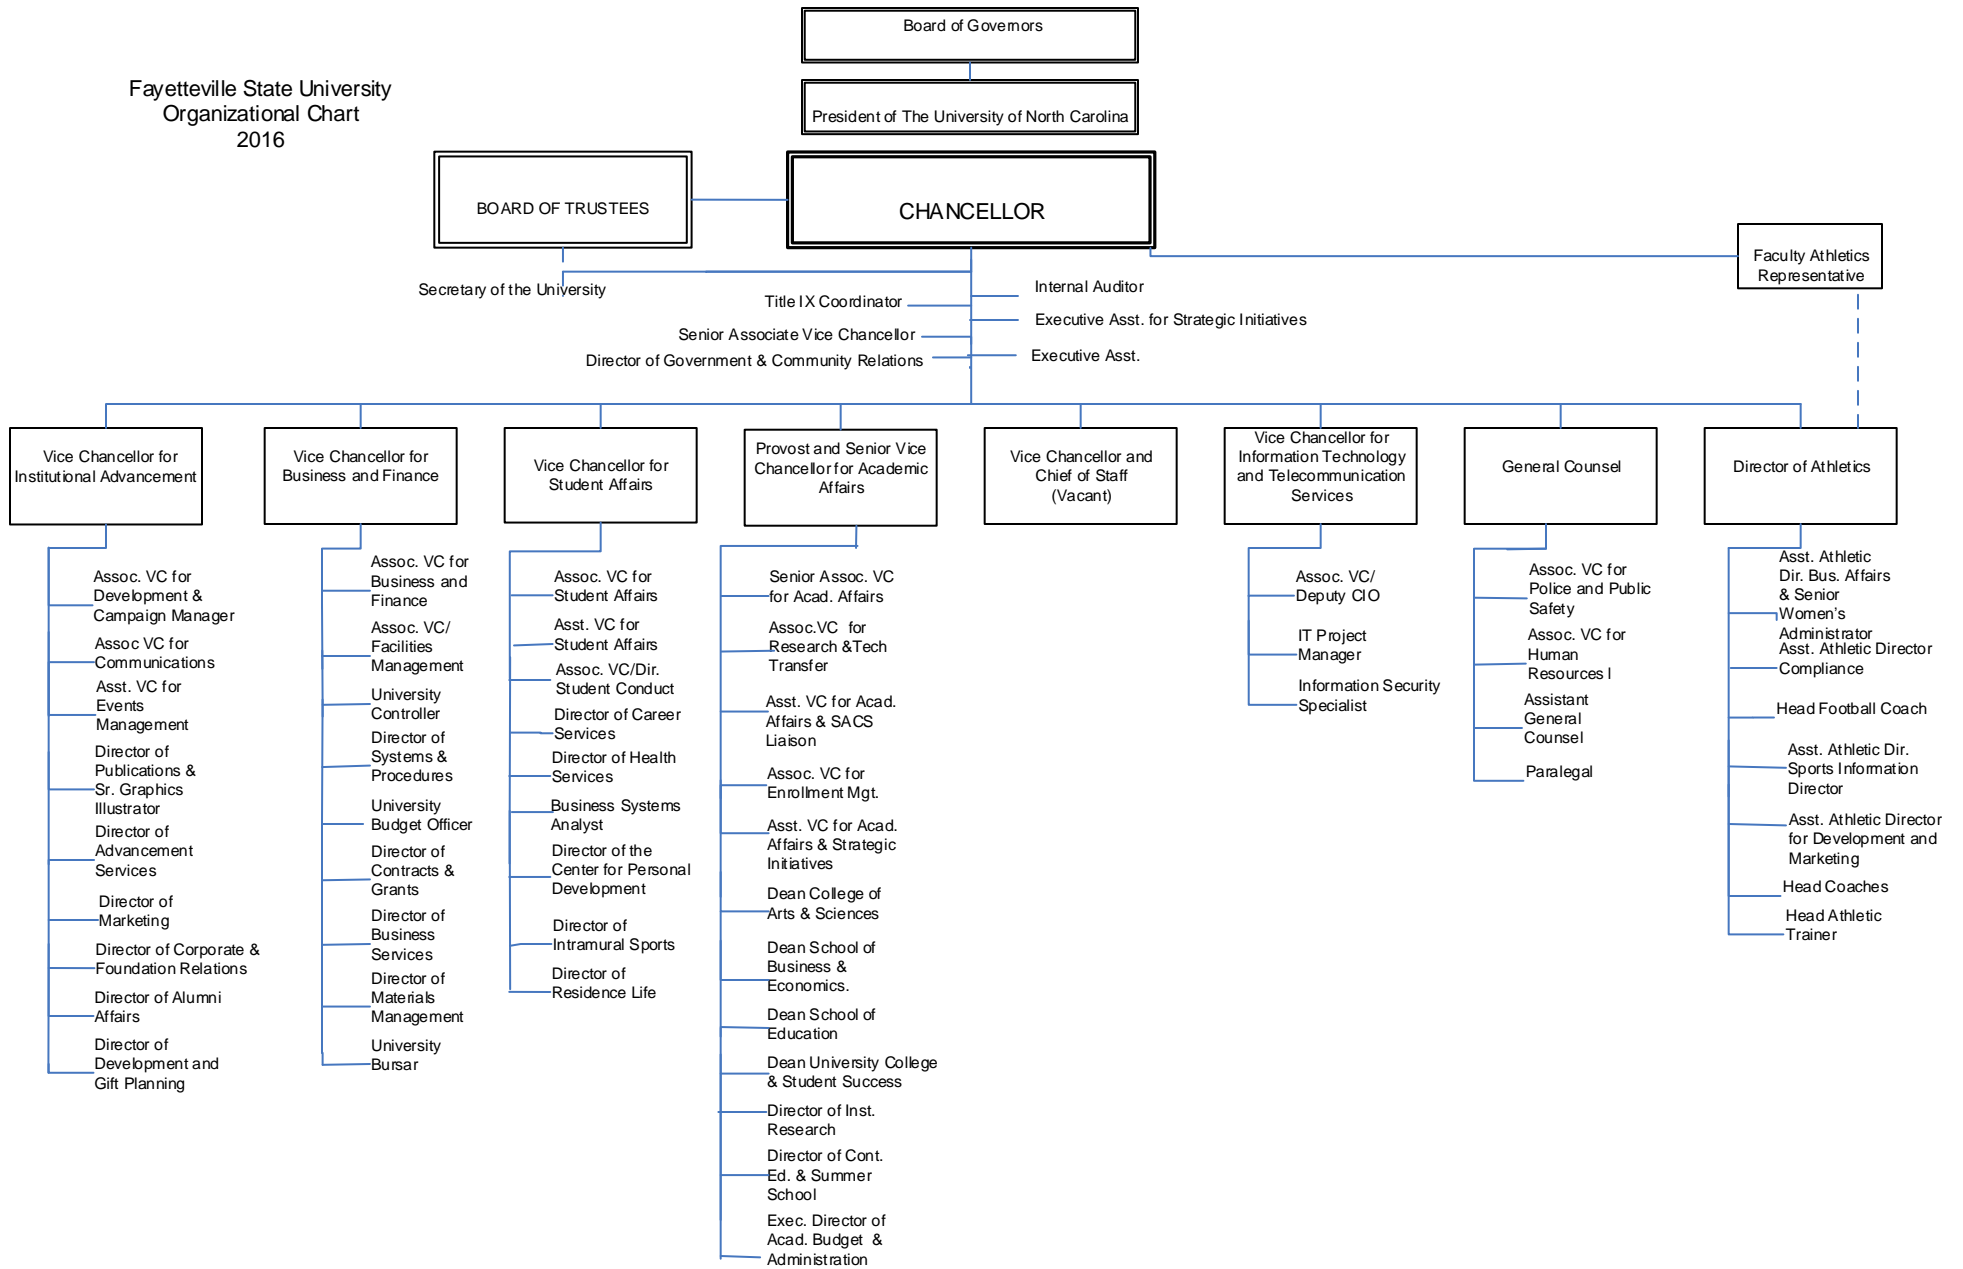 Board of Governors
Fayetteville State University
Organizational Chart
2016
President of The University of North Carolina
BOARD OF TRUSTEES
CHANCELLOR
Faculty Athletics
Representative
Secretary of the University
Internal Auditor
Title IX Coordinator
Executive Asst. for Strategic Initiatives
Senior Associate Vice Chancellor
Executive Asst.
Director of Government & Community Relations
Vice Chancellor for
Institutional Advancement
Vice Chancellor for
Business and Finance
Vice Chancellor for
Student Affairs
Provost and Senior Vice
Chancellor for Academic
Affairs
Vice Chancellor and
Chief of Staff
(Vacant)
Vice Chancellor for
Information Technology
and Telecommunication
Services
General Counsel
Director of Athletics
Assoc. VC for
Development &
Campaign Manager
Assoc VC for
Communications
Asst. VC for
Events
Management
Director of
Publications &
Sr. Graphics
Illustrator
Director of
Advancement
Services
Director of
Marketing
Director of Corporate &
Foundation Relations
Director of Alumni
Affairs
Director of
Development and
Gift Planning
Assoc. VC for
Business and
Finance
Assoc. VC/
Facilities
Management
University
Controller
Director of
Systems &
Procedures
University
Budget Officer
Director of
Contracts &
Grants
Director of
Business
Services
Director of
Materials
Management
University
Bursar
Assoc. VC for
Student Affairs
Asst. VC for
Student Affairs
Assoc. VC/Dir.
Student Conduct
Director of Career
Services
Director of Health
Services
Business Systems
Analyst
Director of the
Center for Personal
Development
Director of
Intramural Sports
Director of
Residence Life
Senior Assoc. VC
for Acad. Affairs
Assoc.VC for
Research &Tech
Transfer
Asst. VC for Acad.
Affairs & SACS
Liaison
Assoc. VC for
Enrollment Mgt.
Asst. VC for Acad.
Affairs & Strategic
Initiatives
Dean College of
Arts & Sciences
Dean School of
Business &
Economics.
Dean School of
Education
Dean University College
& Student Success
Director of Inst.
Research
Director of Cont.
Ed. & Summer
School
Exec. Director of
Acad. Budget &
Administration
Assoc. VC/
Deputy CIO
IT Project
Manager
Information Security
Specialist
Assoc. VC for
Police and Public
Safety
Assoc. VC for
Human
Resources l
Assistant
General
Counsel
Paralegal
Asst. Athletic
Dir. Bus. Affairs
& Senior
Women's
Administrator
Asst. Athletic Director
Compliance
Head Football Coach
Asst. Athletic Dir.
Sports Information
Director
Asst. Athletic Director
for Development and
Marketing
Head Coaches
Head Athletic
Trainer